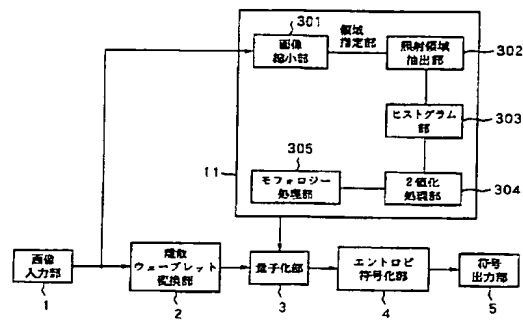 301
画像
縮小部
領域
指定部
照射領域
抽出部
302
ヒストグラム
部
303
305
モフォロジー
処理部
2値化
処理部
304
11
画像
入力部
1
離散
ウェーブレット
変換部
2
量子化部
3
エントロピ
符号化部
4
符号
出力部
5